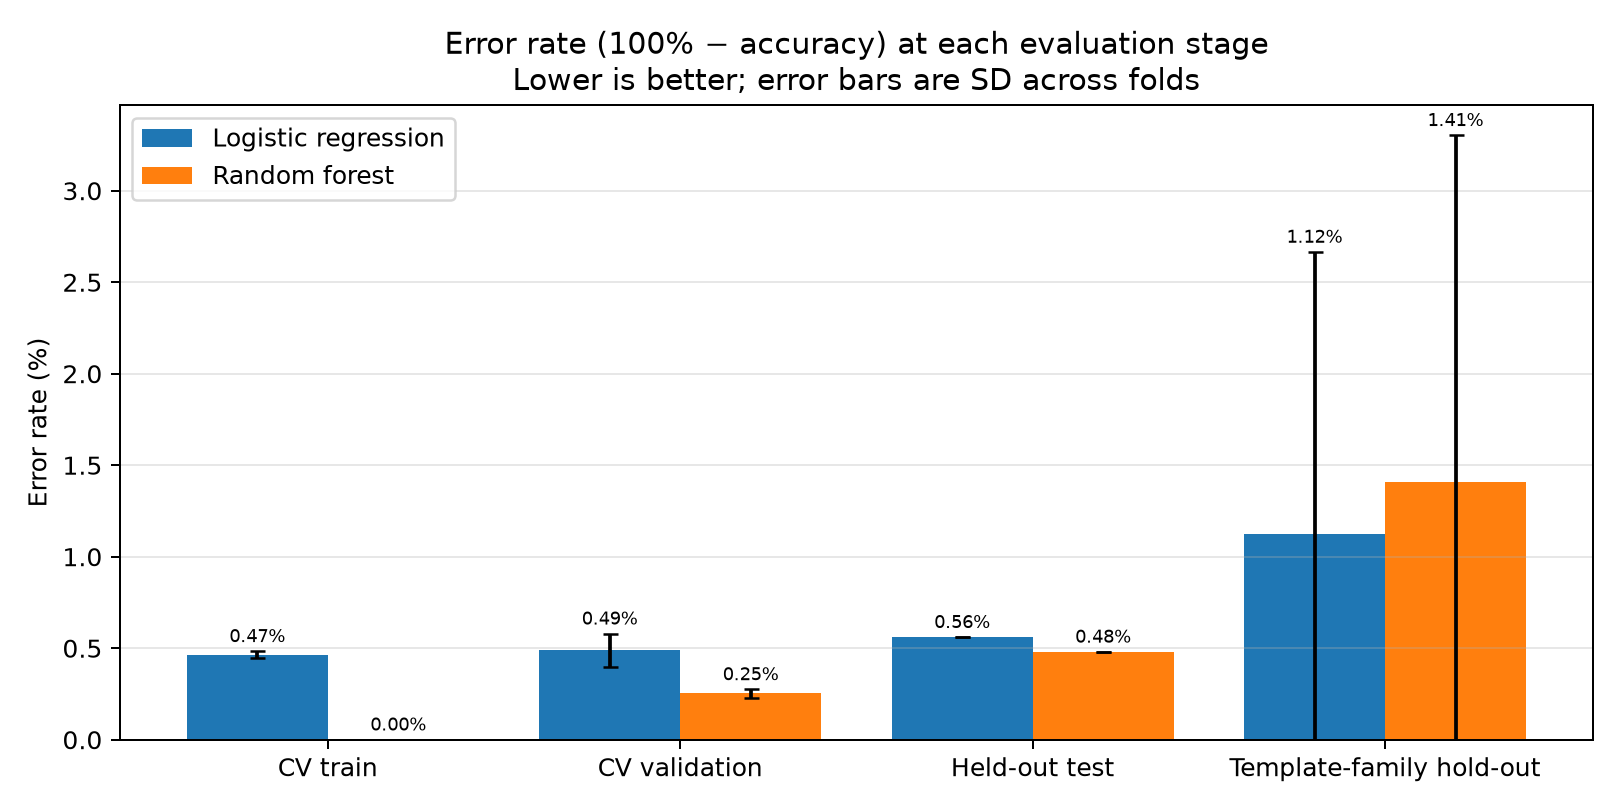 Error rate (100% − accuracy) at each evaluation stage
Lower is better; error bars are SD across folds
Logistic regression
Random forest
Error rate (%)
3.0
2.5
2.0
1.5
1.0
0.5
0.0
0.47%
0.00%
0.49%
0.25%
0.56%
0.48%
1.12%
1.41%
CV train
CV validation
Held-out test
Template-family hold-out